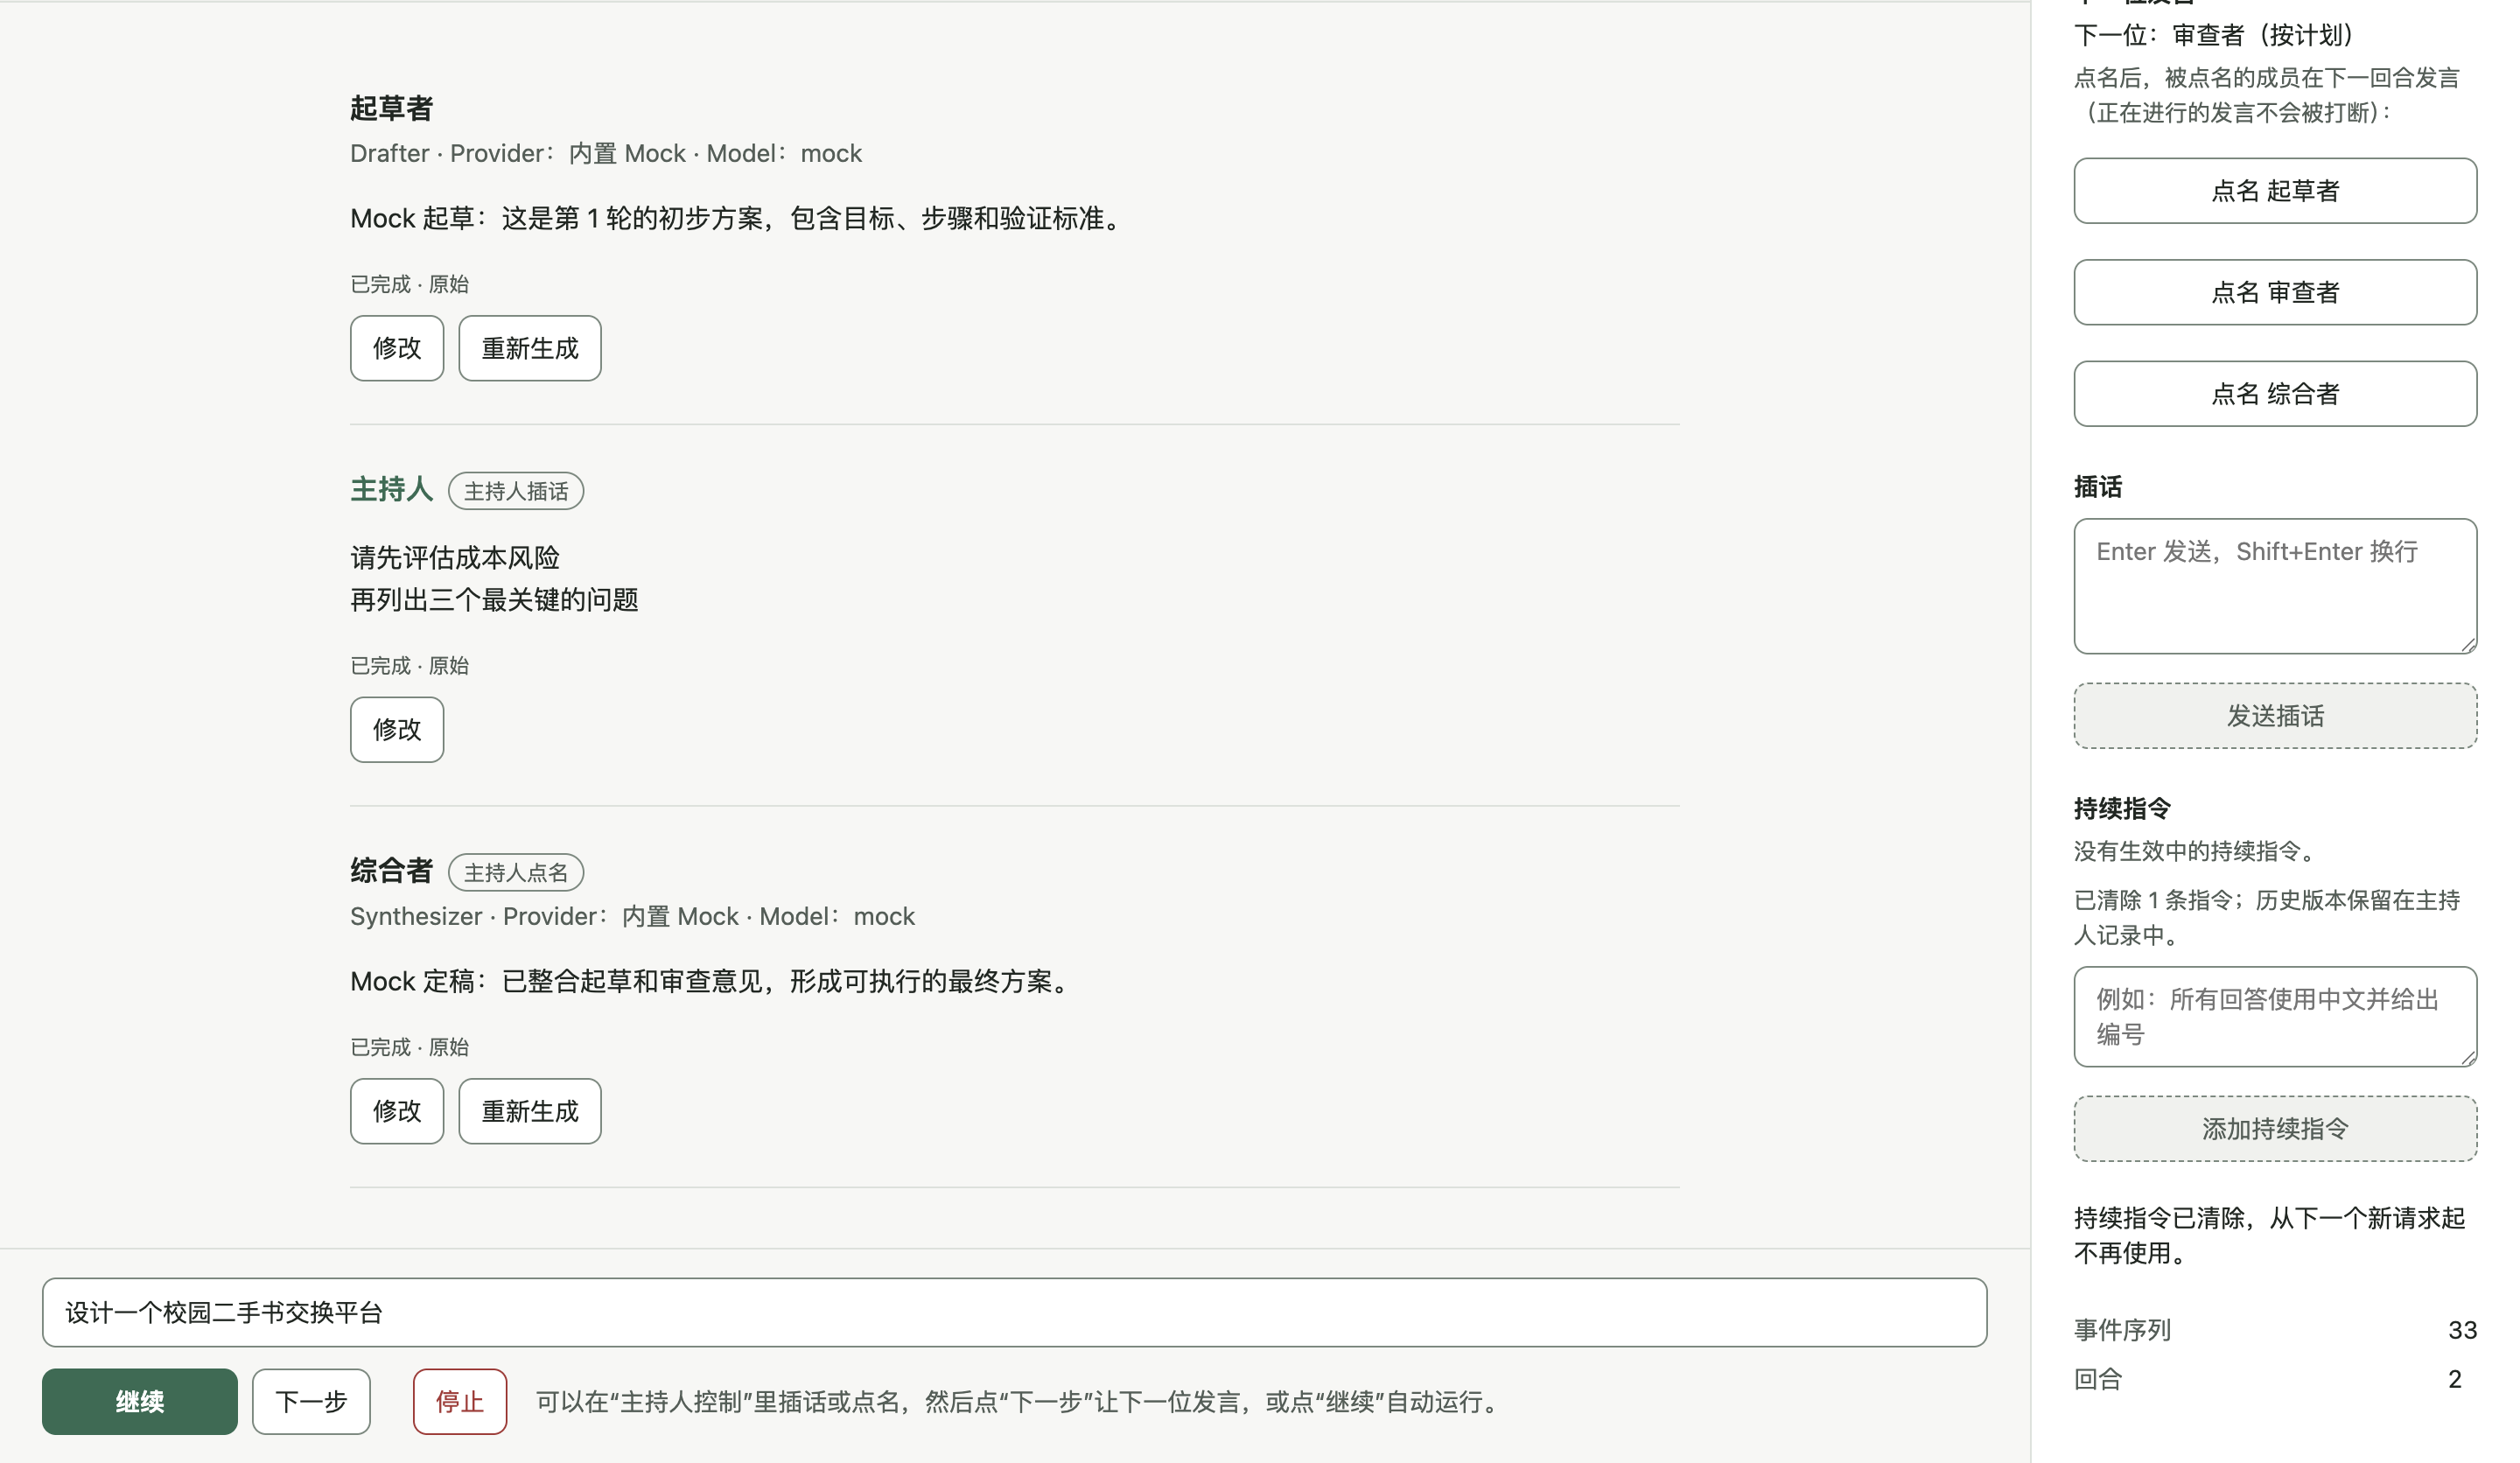 起草者
Drafter · Provider： 内置 Mock · Model： mock
Mock 起草：这是第 1 轮的初步方案，包含目标、步骤和验证标准。
已完成 · 原始
修改
重新生成
主持人
主持人插话
请先评估成本风险
再列出三个最关键的问题
已完成 · 原始
修改
综合者
主持人点名
Synthesizer · Provider： 内置 Mock · Model： mock
Mock 定稿：已整合起草和审查意见，形成可执行的最终方案。
已完成 · 原始
修改
重新生成
设计一个校园二手书交换平台
继续
下一步
停止
可以在“主持人控制”里插话或点名，然后点“下一步”让下一位发言，或点“继续”自动运行。
下一位：审查者（按计划）
点名后，被点名的成员在下一回合发言
（正在进行的发言不会被打断）：
点名 起草者
点名 审查者
点名 综合者
插话
Enter 发送，Shift+Enter 换行
发送插话
持续指令
没有生效中的持续指令。
已清除 1 条指令；历史版本保留在主持
人记录中。
例如：所有回答使用中文并给出
编号
添加持续指令
持续指令已清除，从下一个新请求起
不再使用。
事件序列 33
回合 2